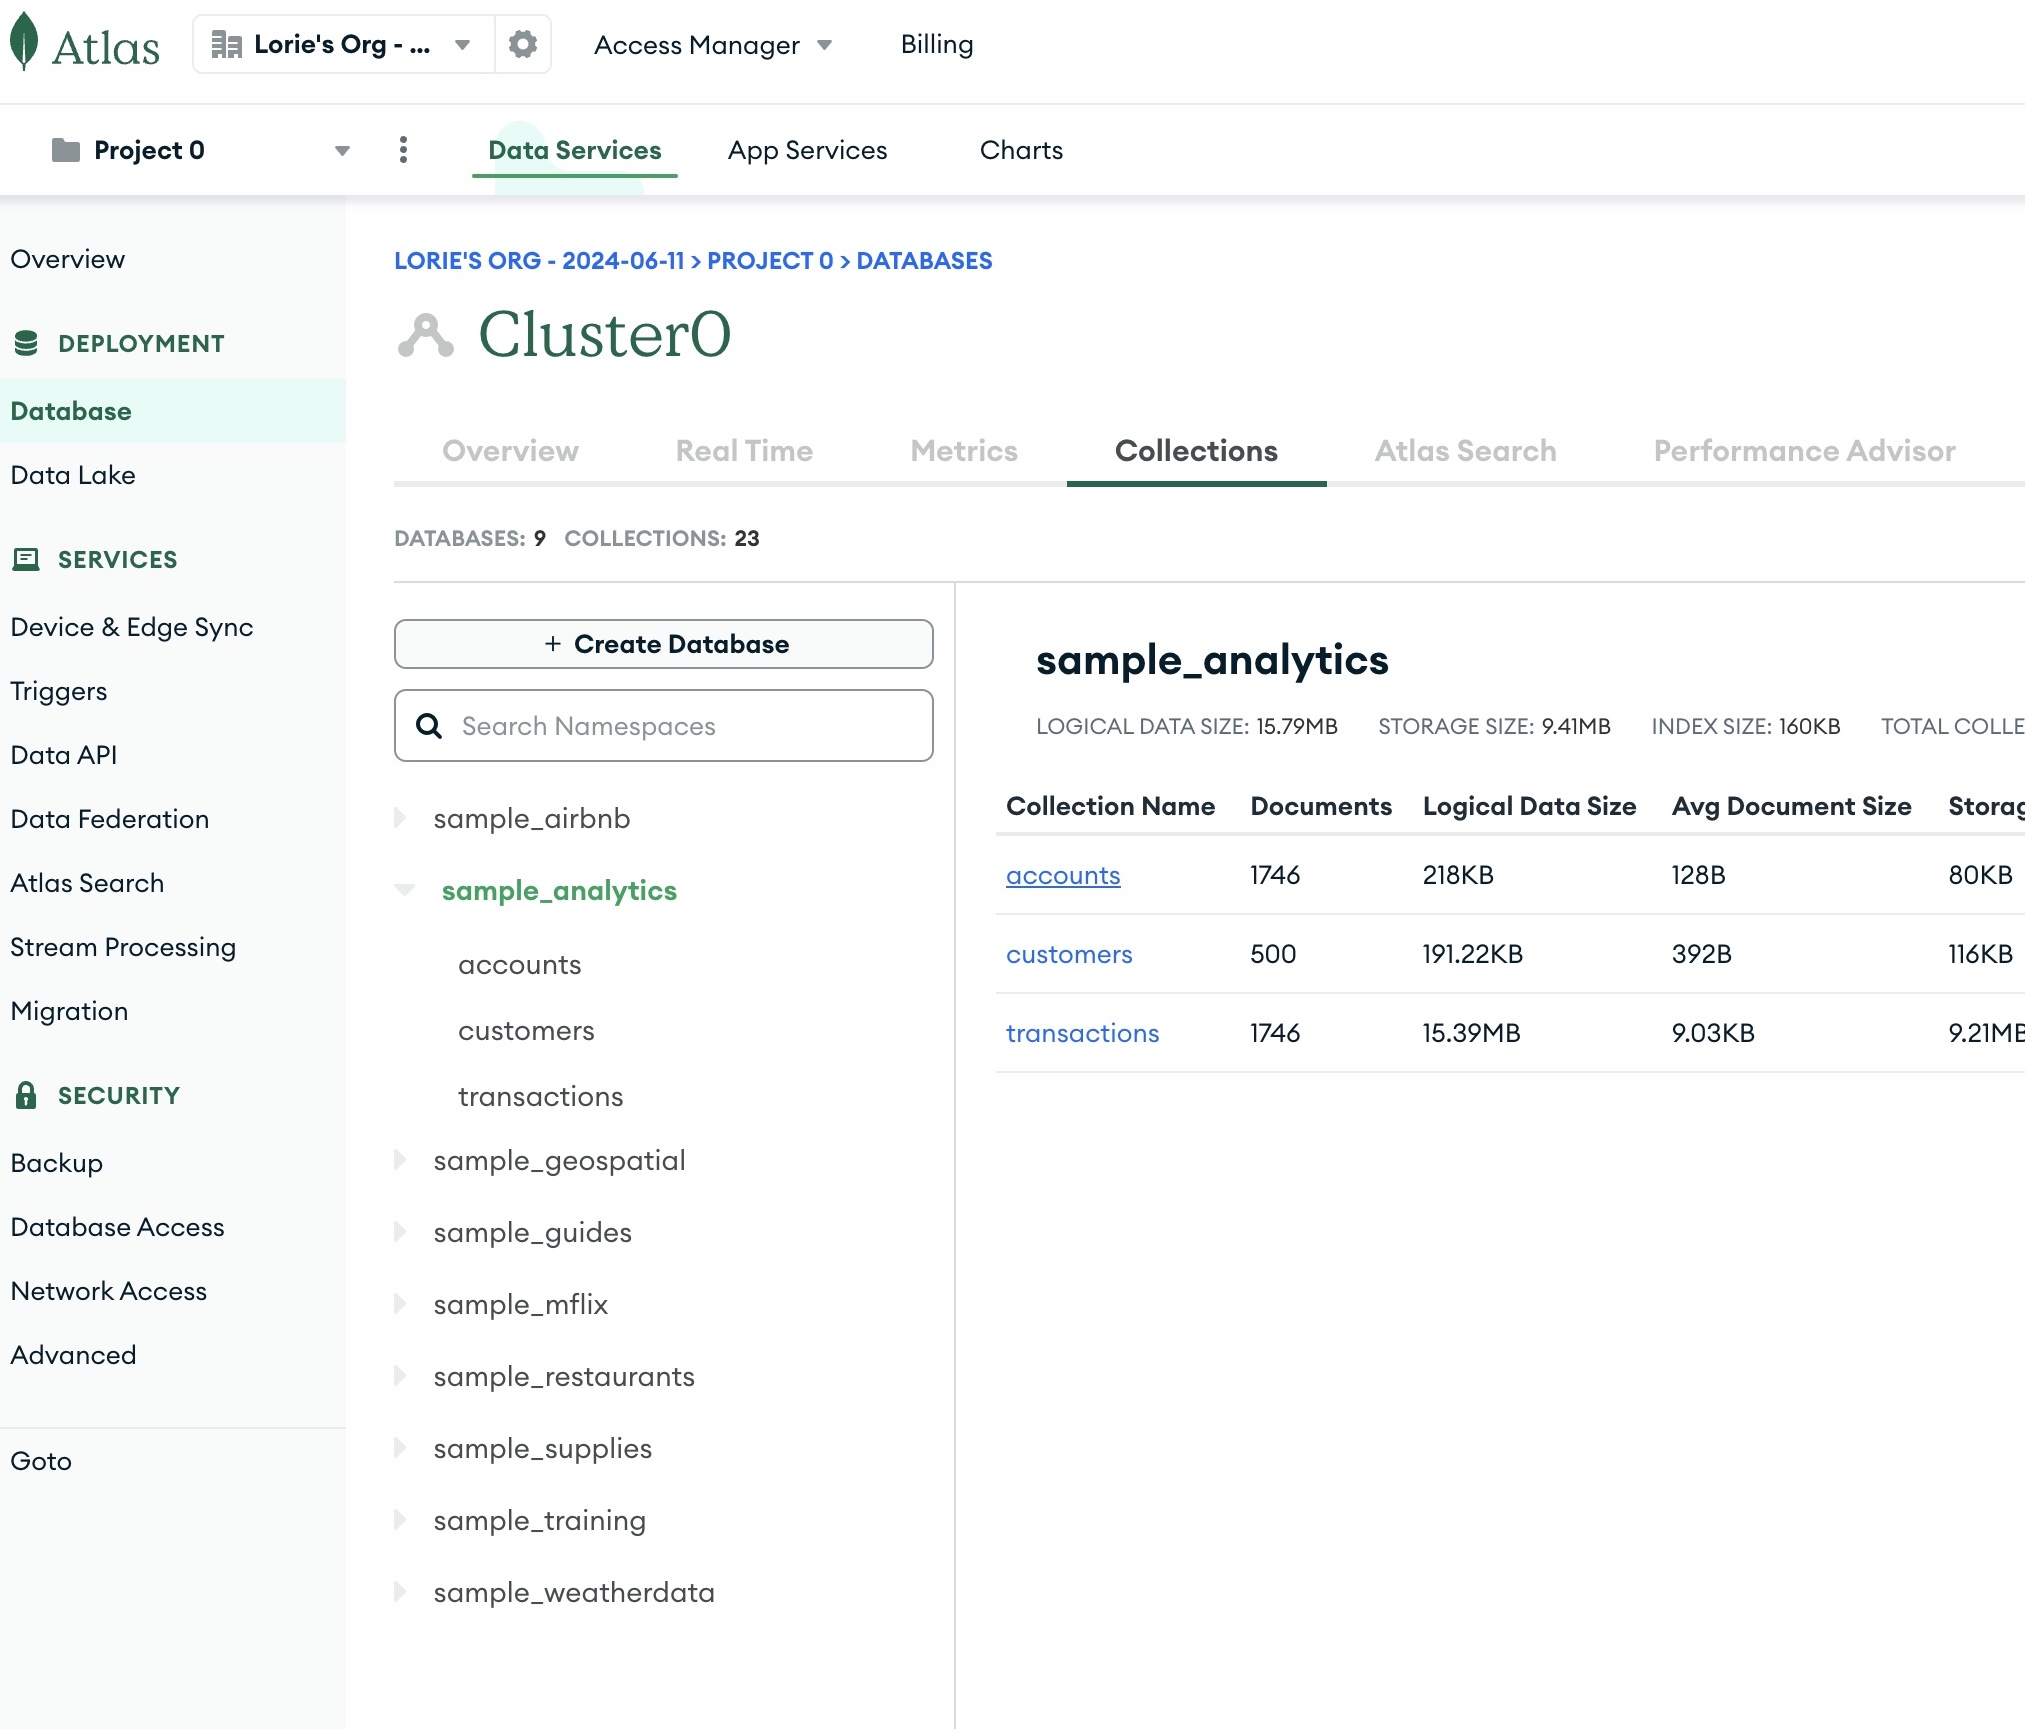 Atlas
Lorie's Org - ...
Access Manager
Billing
Project 0
Data Services
App Services
Charts
Overview
DEPLOYMENT
Database
Data Lake
SERVICES
Device & Edge Sync
Triggers
Data API
Data Federation
Atlas Search
Stream Processing
Migration
SECURITY
Backup
Database Access
Network Access
Advanced
Goto
LORIE'S ORG - 2024-06-11 > PROJECT 0 > DATABASES
Cluster0
Overview
Real Time
Metrics
Collections
Atlas Search
Performance Advisor
DATABASES: 9 COLLECTIONS: 23
+ Create Database
Search Namespaces
sample_airbnb
sample_analytics
accounts
customers
transactions
sample_geospatial
sample_guides
sample_mflix
sample_restaurants
sample_supplies
sample_training
sample_weatherdata
sample_analytics
LOGICAL DATA SIZE: 15.79MB STORAGE SIZE: 9.41MB INDEX SIZE: 160KB TOTAL COLLE
Collection Name Documents Logical Data Size Avg Document Size Storag
accounts 1746 218KB 128B 80KB
customers 500 191.22KB 392B 116KB
transactions 1746 15.39MB 9.03KB 9.21MB